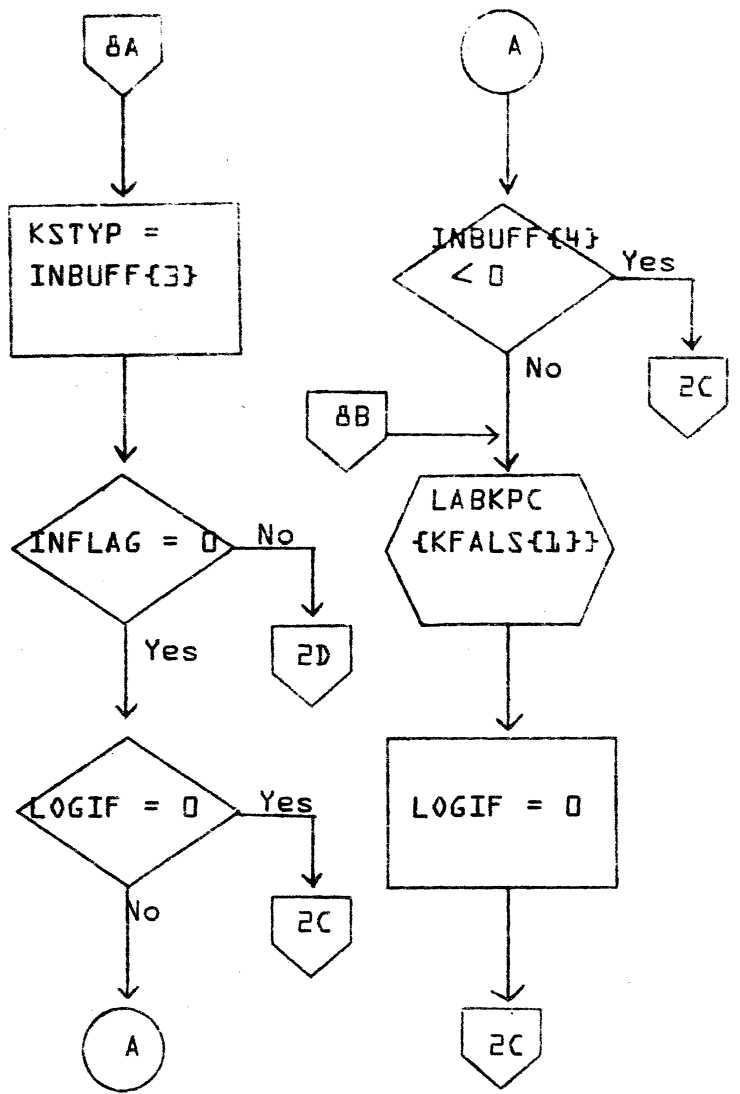 8A
KSTYP =
INBUFF{3}
INFLAG = 0
No
2D
Yes
LOGIF = 0
Yes
2C
No
A
A
INBUFF{4}
< 0
Yes
2C
No
8B
LABKPC
{KFALS{1}}
LOGIF = 0
2C